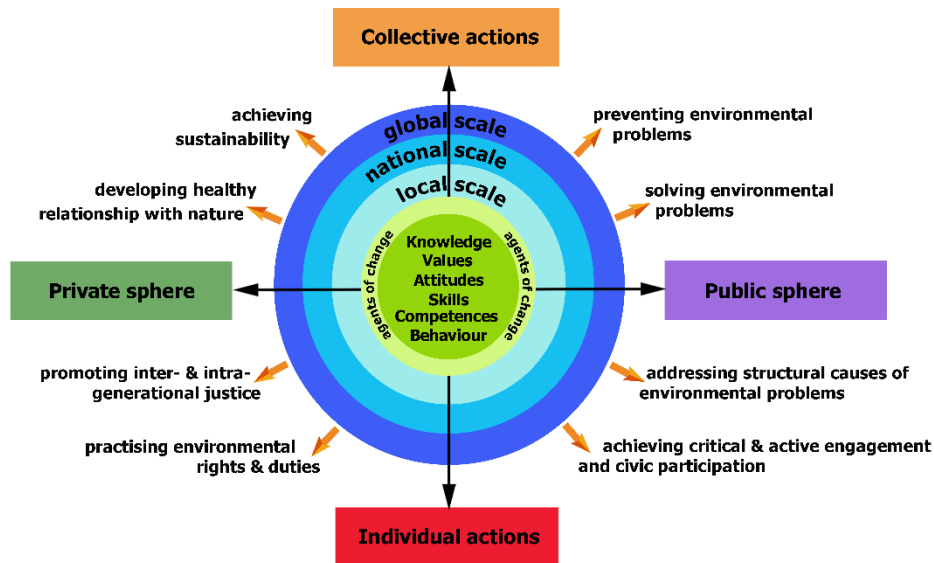 Collective actions
achieving
sustainability
global scale
preventing environmental
problems
national scale
developing healthy
relationship with nature
local scale
solving environmental
problems
Private sphere
agents of change
Knowledge
Values
Attitudes
Skills
Competences
Behaviour
agents of change
Public sphere
promoting inter- & intra-
generational justice
addressing structural causes of
environmental problems
practising environmental
rights & duties
achieving critical & active engagement
and civic participation
Individual actions